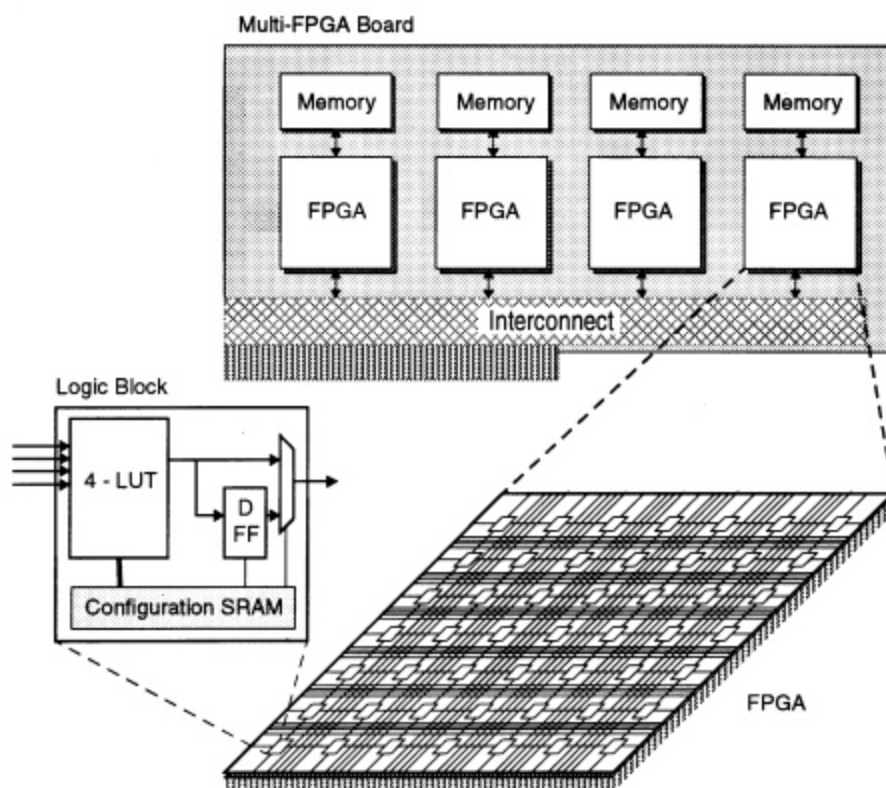 Multi-FPGA Board
Memory
Memory
Memory
Memory
FPGA
FPGA
FPGA
FPGA
Interconnect
Logic Block
4 - LUT
D
FF
Configuration SRAM
FPGA